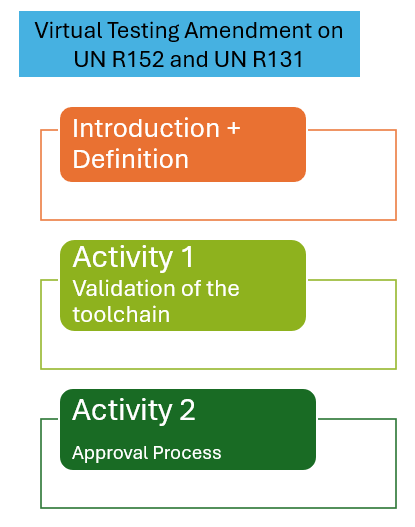 Virtual Testing Amendment on
UN R152 and UN R131
Introduction +
Definition
Activity 1
Validation of the
toolchain
Activity 2
Approval Process